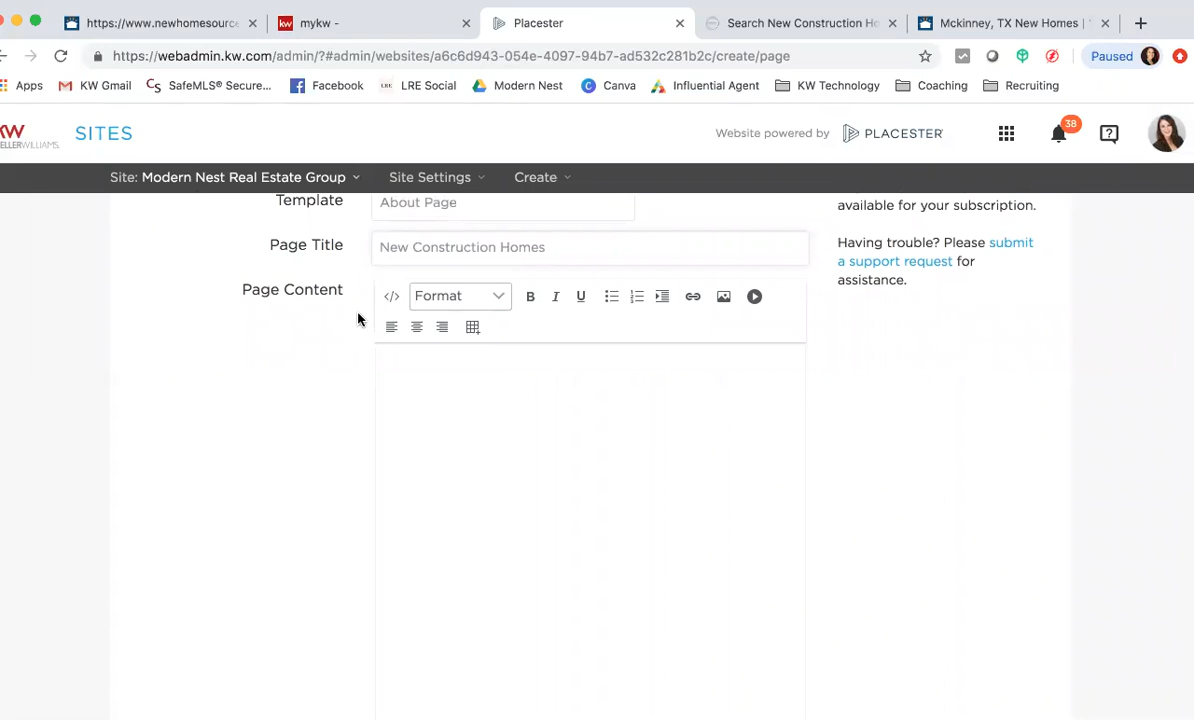 https://www.newhomesource
mykw -
Placester
Search New Construction Ho
Mckinney, TX New Homes |
https://webadmin.kw.com/admin/?#admin/websites/a6c6d943-054e-4097-94b7-ad532c281b2c/create/page
Paused
Apps
KW Gmail
SafeMLS® Secure...
Facebook
LRE Social
Modern Nest
Canva
Influential Agent
KW Technology
Coaching
Recruiting
KW
KELLERWILLIAMS.
SITES
Website powered by
PLACESTER
38
Site: Modern Nest Real Estate Group
Site Settings
Create
Template
About Page
available for your subscription.
Page Title
New Construction Homes
Having trouble? Please submit
a support request for
assistance.
Page Content
Format
B
I
U